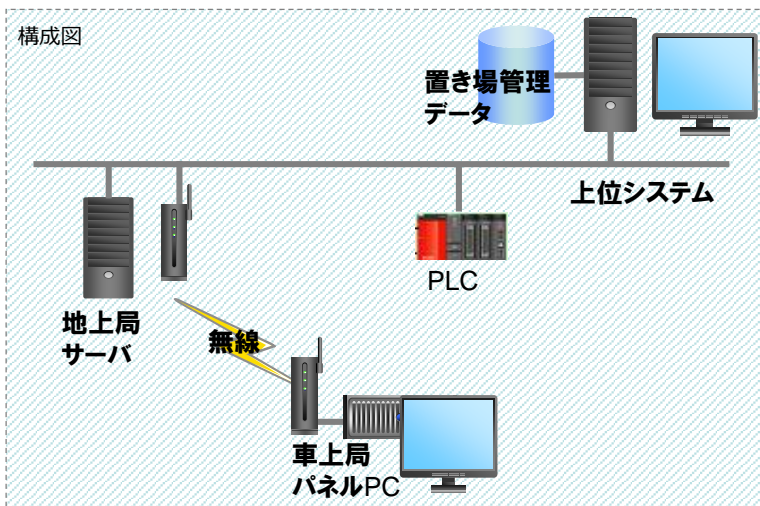 構成図
置き場管理
データ
上位システム
PLC
地上局
サーバ
無線
車上局
パネルPC